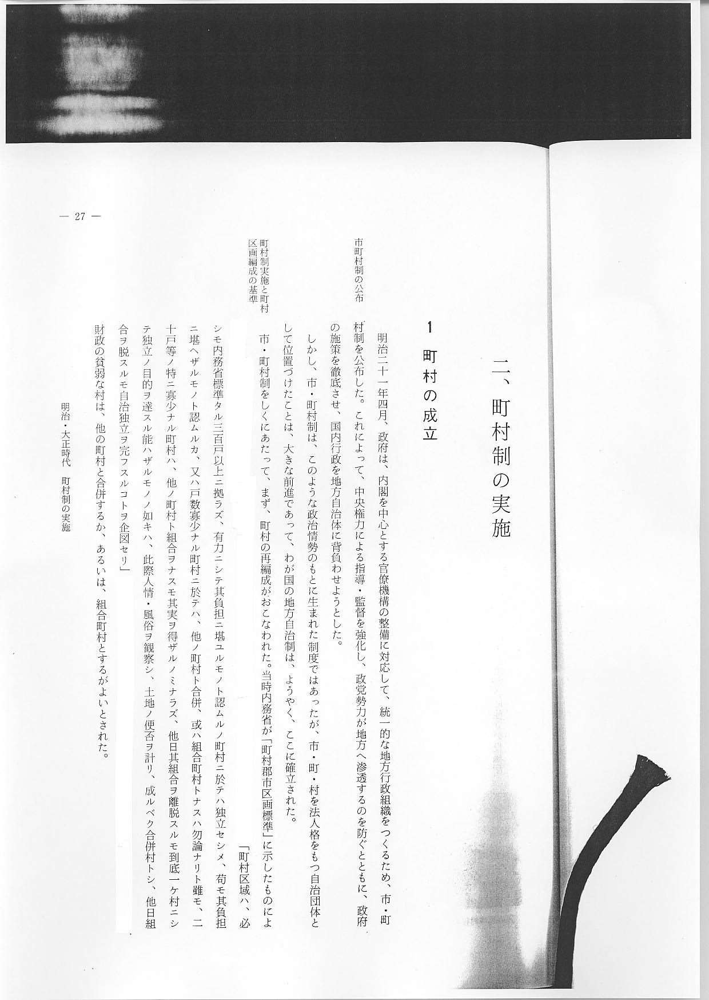 二、町村制の実施
1 町村の成立
市町村制の公布
明治二十一年四月、政府は、内閣を中心とする官僚機構の整備に対応して、統一的な地方行政組織をつくるため、市・町
村制を公布した。これによって、中央権力による指導・監督を強化し、政党勢力が地方へ滲透するのを防ぐとともに、政府
の施策を徹底させ、国内行政を地方自治体に背負わせようとした。
しかし、市・町村制は、このような政治情勢のもとに生まれた制度ではあったが、市・町・村を法人格をもつ自治団体と
して位置づけたことは、大きな前進であって、わが国の地方自治制は、ようやく、ここに確立された。
町村制実施と町村
区画編成の基準
市・町村制をしくにあたって、まず、町村の再編成がおこなわれた。当時内務省が「町村郡市区画標準」に示したものによ
「町村区域ハ、必
シモ内務省標準タル三百戸以上ニ拠ラズ、有力ニシテ其負担ニ堪ユルモノト認ムルノ町村ニ於テハ独立セシメ、苟モ其負担
ニ堪ヘザルモノト認ムルカ、又ハ戸数寡少ナル町村ニ於テハ、他ノ町村ト合併、或ハ組合町村トナスハ勿論ナリト雖モ、二
十戸等ノ特ニ寡少ナル町村ハ、他ノ町村ト組合ヲナスモ其実ヲ得ザルノミナラズ、他日其組合ヲ離脱スルモ到底一ケ村ニシ
テ独立ノ目的ヲ達スル能ハザルモノノ如キハ、此際人情・風俗ヲ観察シ、土地ノ便否ヲ計リ、成ルベク合併村トシ、他日組
合ヲ脱スルモ自治独立ヲ完フスルコトヲ企図セリ」
財政の貧弱な村は、他の町村と合併するか、あるいは、組合町村とするがよいとされた。
明治・大正時代 町村制の実施
― 27 ―